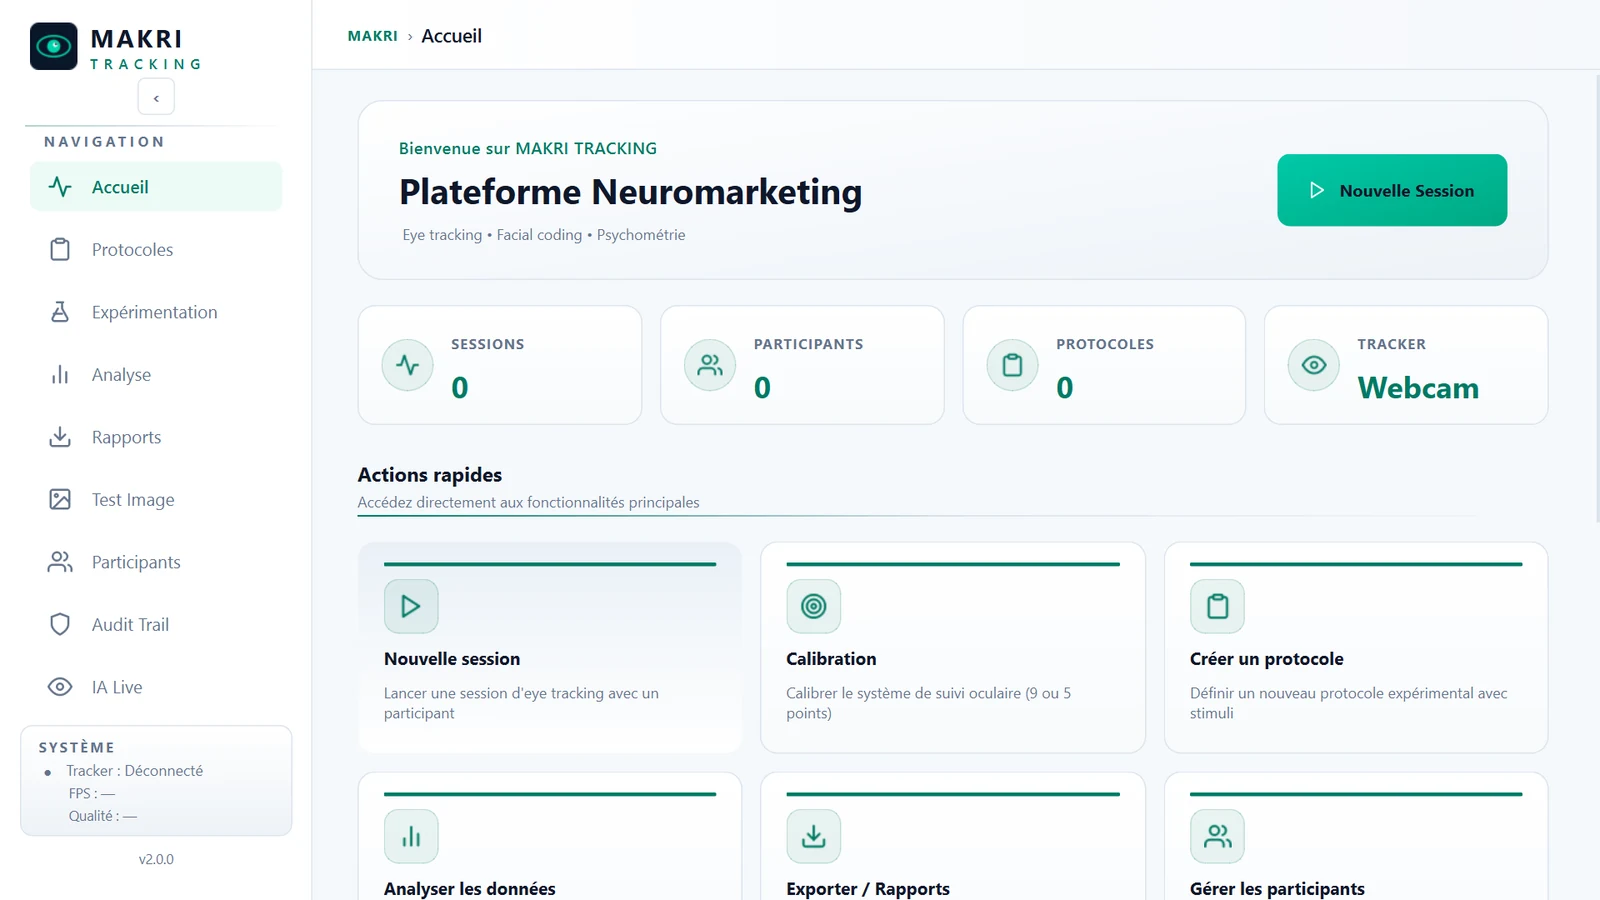 MAKRI
TRACKING
‹
NAVIGATION
Accueil
Protocoles
Expérimentation
Analyse
Rapports
Test Image
Participants
Audit Trail
IA Live
SYSTÈME
● Tracker : Déconnecté
FPS : —
Qualité : —
v2.0.0
MAKRI › Accueil
Bienvenue sur MAKRI TRACKING
Plateforme Neuromarketing
Eye tracking • Facial coding • Psychométrie
Nouvelle Session
SESSIONS
0
PARTICIPANTS
0
PROTOCOLES
0
TRACKER
Webcam
Actions rapides
Accédez directement aux fonctionnalités principales
Nouvelle session
Lancer une session d'eye tracking avec un
participant
Calibration
Calibrer le système de suivi oculaire (9 ou 5
points)
Créer un protocole
Définir un nouveau protocole expérimental avec
stimuli
Analyser les données
Exporter / Rapports
Gérer les participants